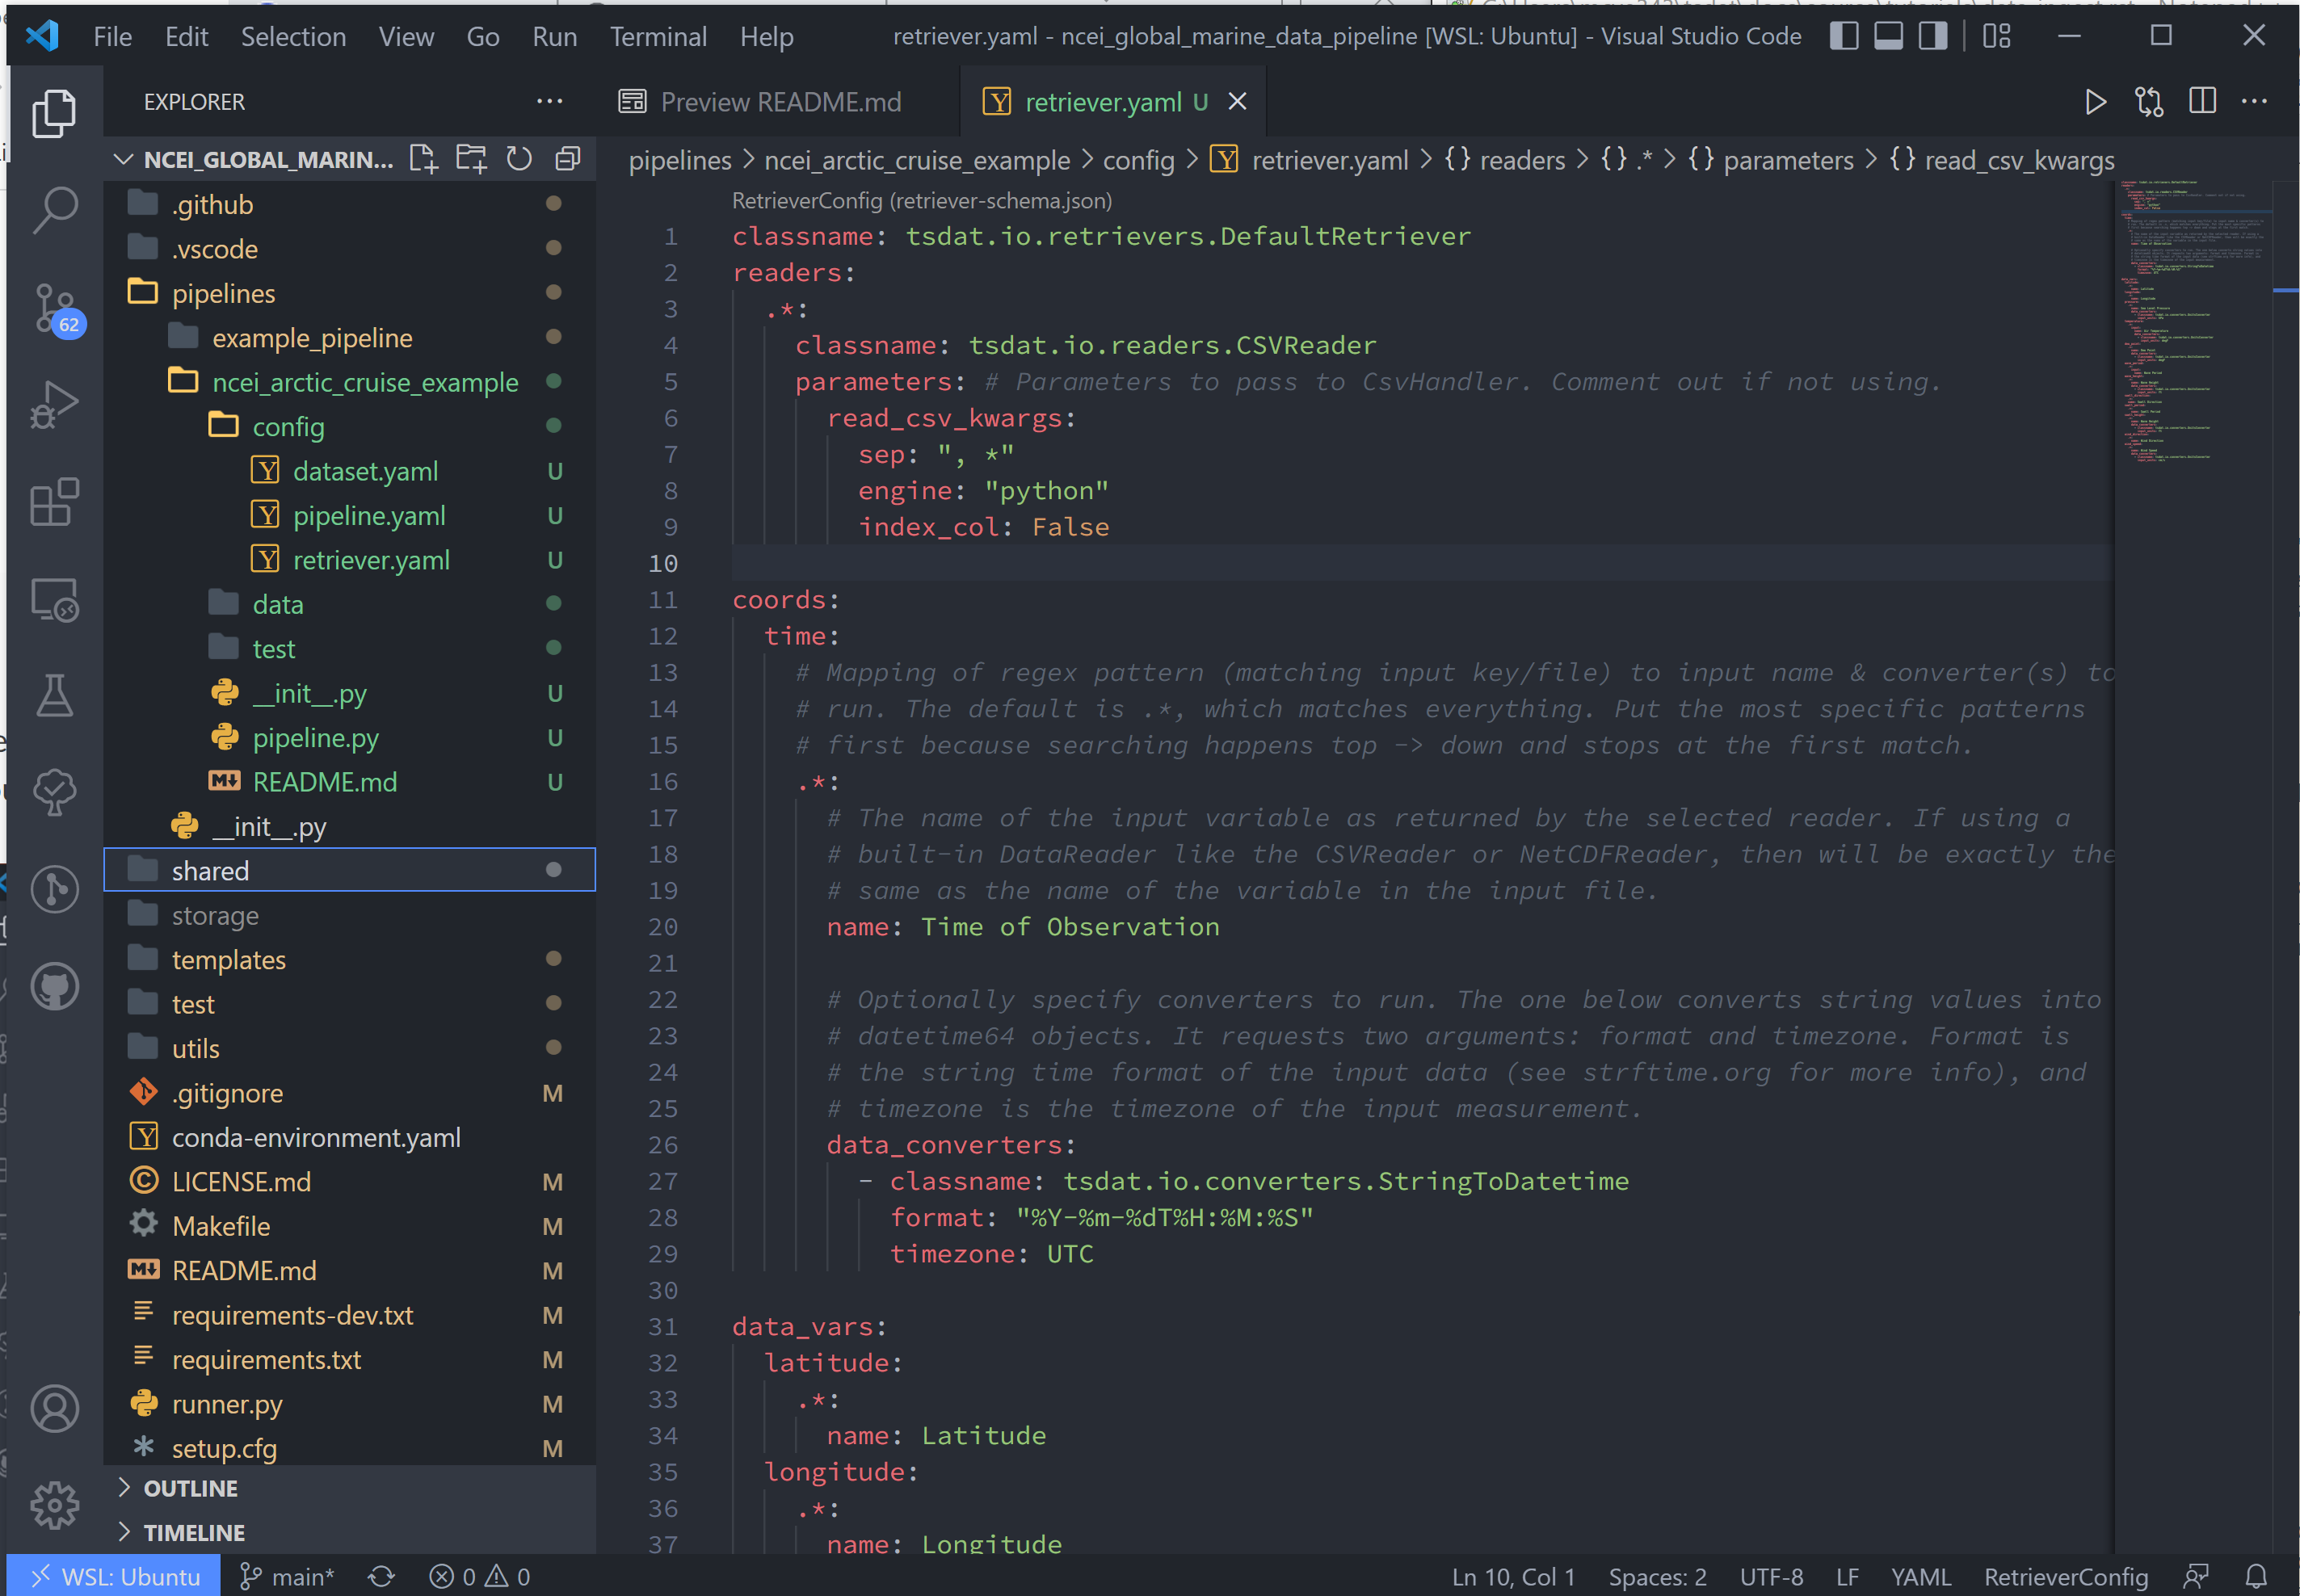 File Edit Selection View Go Run Terminal Help retriever.yaml - ncei_global_marine_data_pipeline [WSL: Ubuntu] - Visual Studio Code
EXPLORER
NCEI_GLOBAL_MARIN...
.github
.vscode
pipelines
example_pipeline
ncei_arctic_cruise_example
config
dataset.yaml U
pipeline.yaml U
retriever.yaml U
data
test
__init__.py U
pipeline.py U
README.md U
__init__.py
shared
storage
templates
test
utils
.gitignore M
conda-environment.yaml
LICENSE.md M
Makefile M
README.md M
requirements-dev.txt M
requirements.txt M
runner.py M
setup.cfg M
OUTLINE
TIMELINE
62
Preview README.md retriever.yaml U
pipelines > ncei_arctic_cruise_example > config > retriever.yaml > {} readers > {} .* > {} parameters > {} read_csv_kwargs
RetrieverConfig (retriever-schema.json)
1 classname: tsdat.io.retrievers.DefaultRetriever
2 readers:
3 .*:
4 classname: tsdat.io.readers.CSVReader
5 parameters: # Parameters to pass to CsvHandler. Comment out if not using.
6 read_csv_kwargs:
7 sep: ", *"
8 engine: "python"
9 index_col: False
10
11 coords:
12 time:
13 # Mapping of regex pattern (matching input key/file) to input name & converter(s) to
14 # run. The default is .*, which matches everything. Put the most specific patterns
15 # first because searching happens top -> down and stops at the first match.
16 .*:
17 # The name of the input variable as returned by the selected reader. If using a
18 # built-in DataReader like the CSVReader or NetCDFReader, then will be exactly the
19 # same as the name of the variable in the input file.
20 name: Time of Observation
21
22 # Optionally specify converters to run. The one below converts string values into
23 # datetime64 objects. It requests two arguments: format and timezone. Format is
24 # the string time format of the input data (see strftime.org for more info), and
25 # timezone is the timezone of the input measurement.
26 data_converters:
27 - classname: tsdat.io.converters.StringToDatetime
28 format: "%Y-%m-%dT%H:%M:%S"
29 timezone: UTC
30
31 data_vars:
32 latitude:
33 .*:
34 name: Latitude
35 longitude:
36 .*:
37 name: Longitude
WSL: Ubuntu main* 0 0 Ln 10, Col 1 Spaces: 2 UTF-8 LF YAML RetrieverConfig